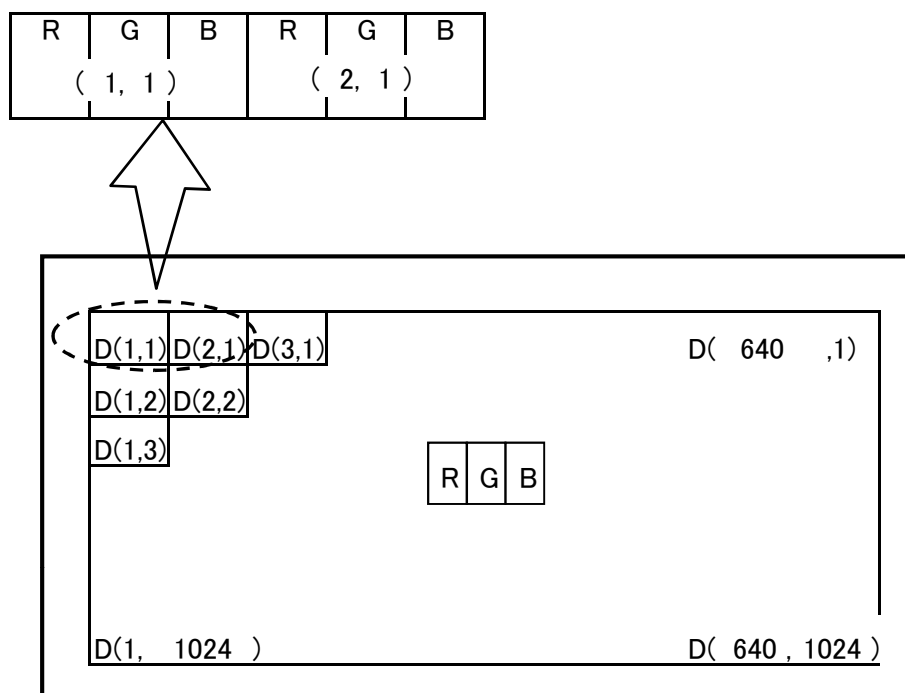 R G B R G B
( 1, 1 ) ( 2, 1 )
D(1,1) D(2,1) D(3,1) D( 640 ,1)
D(1,2) D(2,2)
D(1,3)
R G B
D(1, 1024 ) D( 640 , 1024 )